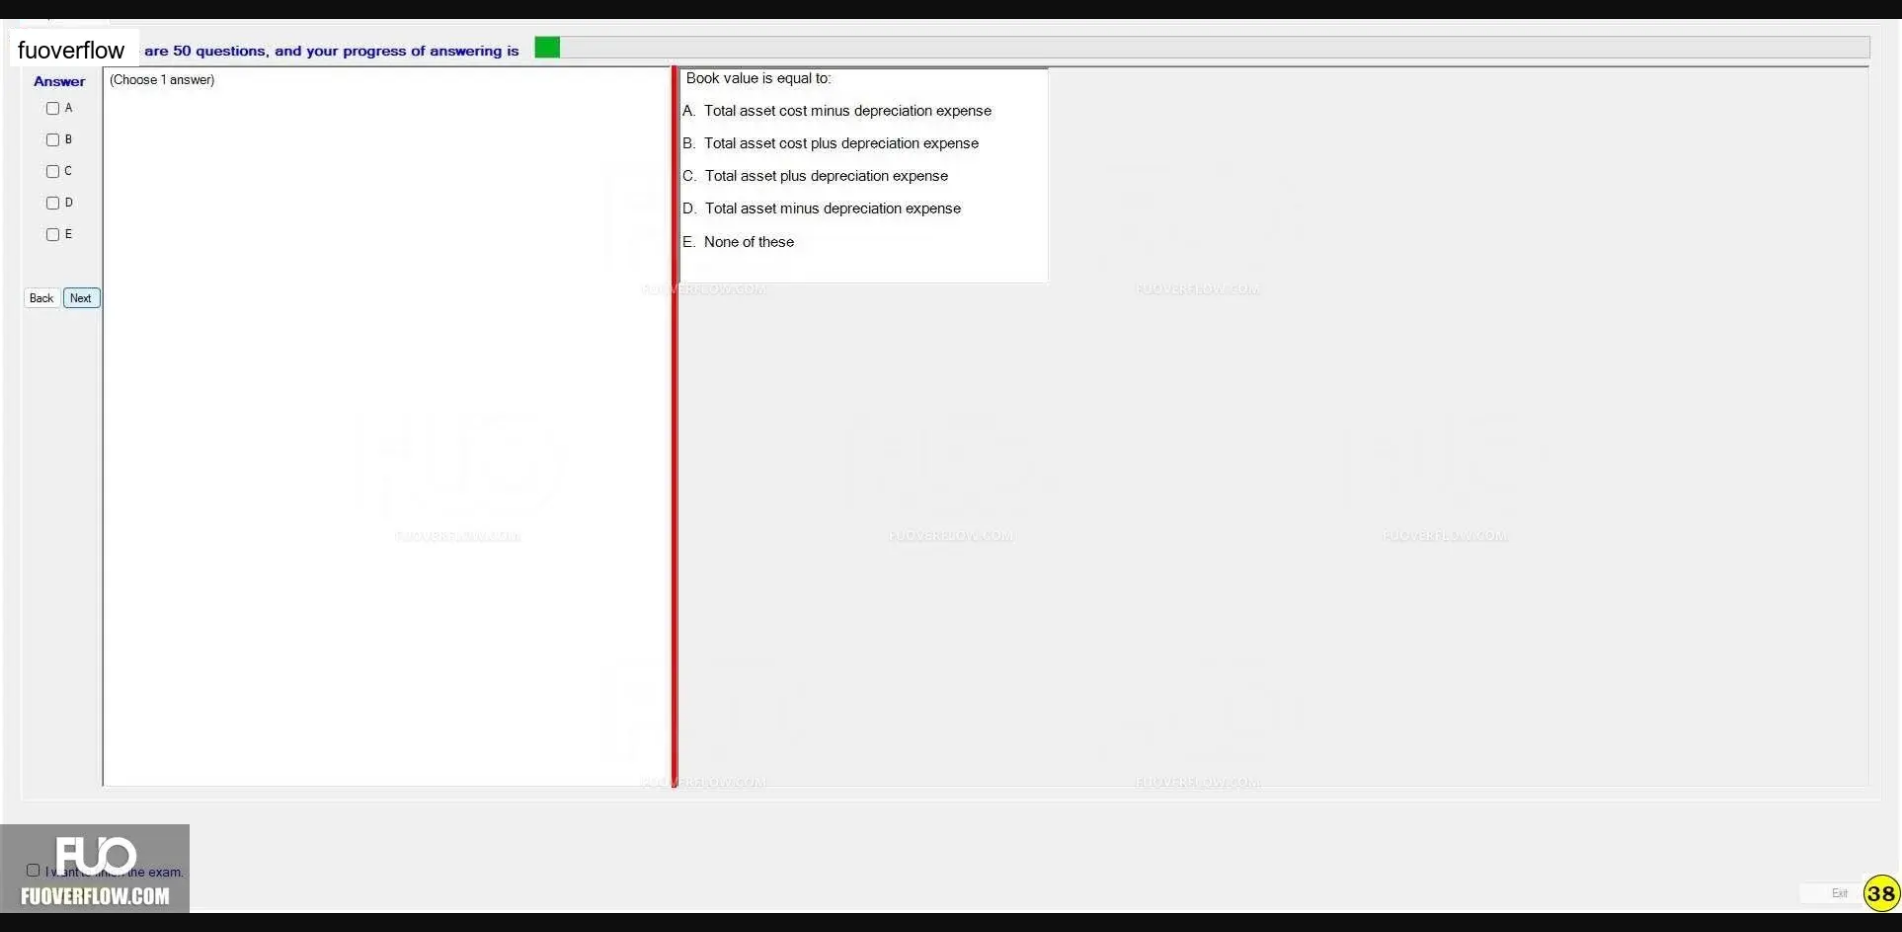 fuoverflow are 50 questions, and your progress of answering is
Answer
(Choose 1 answer)
A
B
C
D
E
Back Next
Book value is equal to:
A. Total asset cost minus depreciation expense
B. Total asset cost plus depreciation expense
C. Total asset plus depreciation expense
D. Total asset minus depreciation expense
E. None of these
FUOVERFLOW.COM
FUOVERFLOW.COM
FUOVERFLOW.COM
FUOVERFLOW.COM
FUOVERFLOW.COM
FUOVERFLOW.COM
FUOVERFLOW.COM
FUO
I want to finish the exam.
FUOVERFLOW.COM
Exit
38